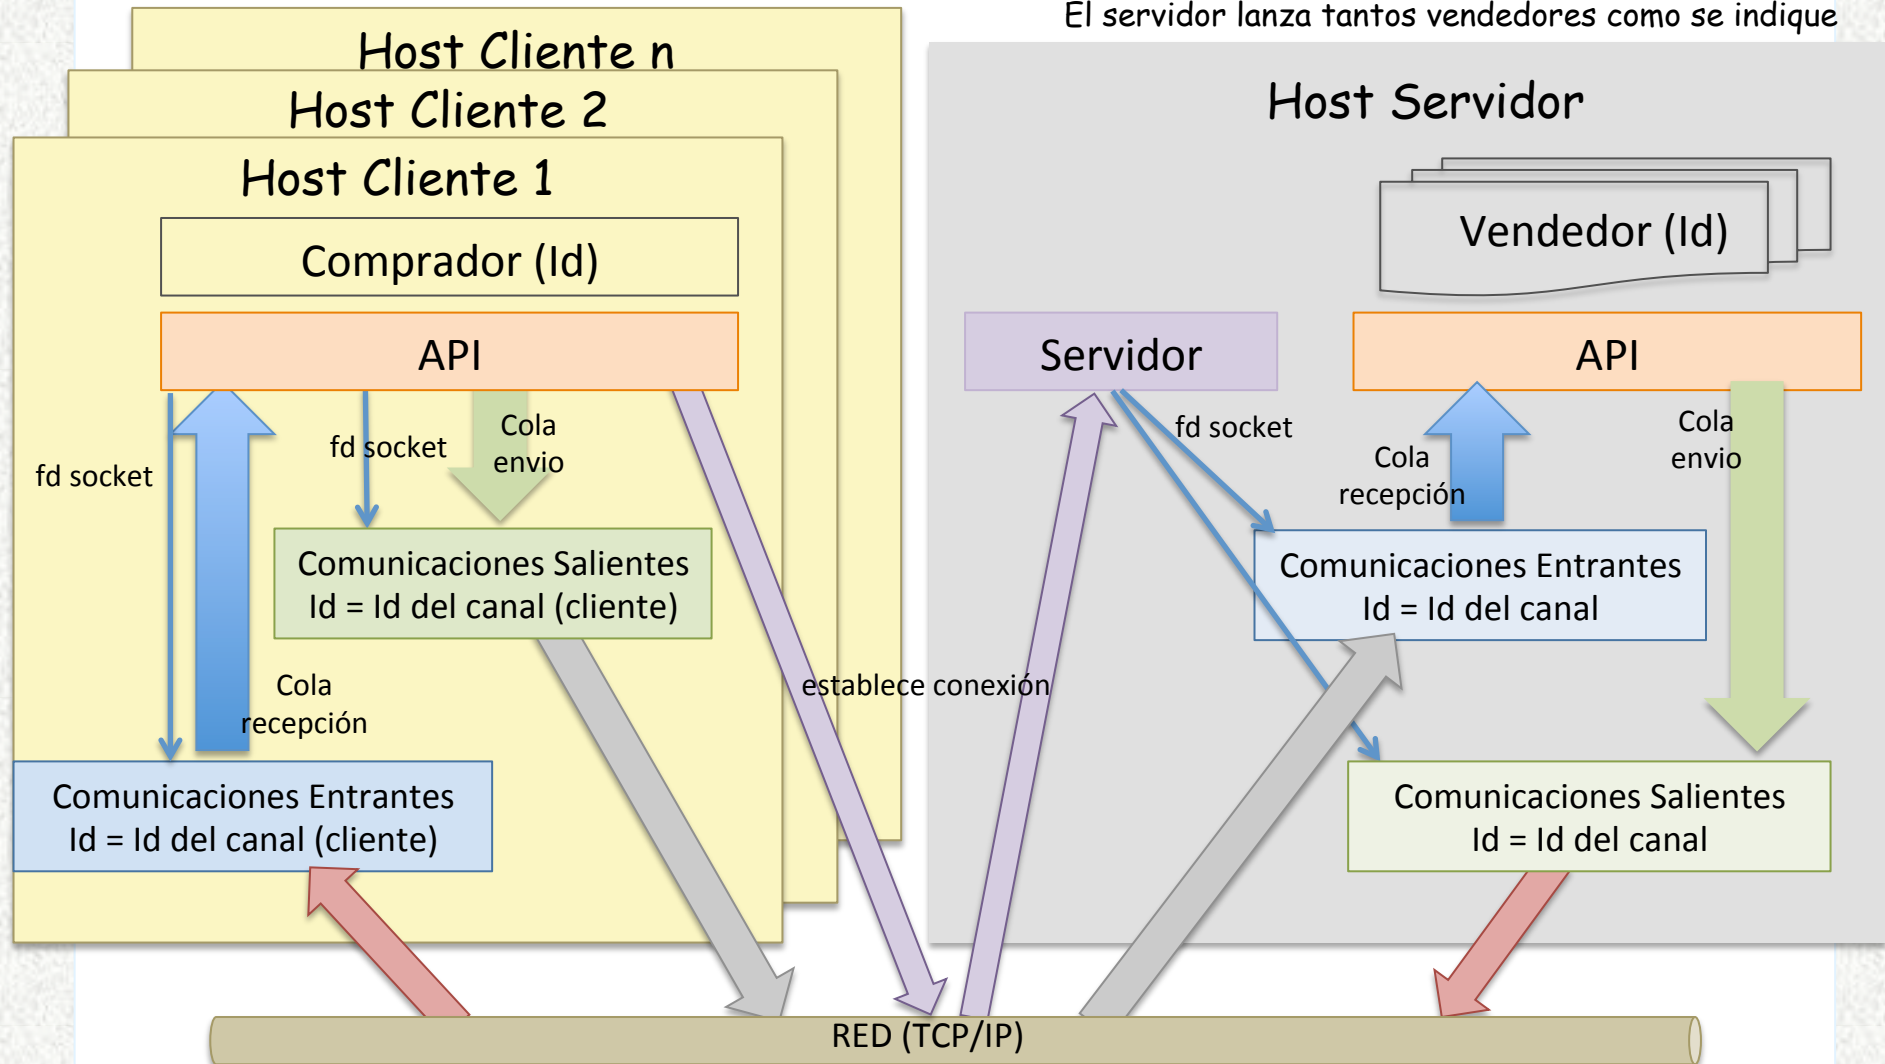 El servidor lanza tantos vendedores como se indique
Host Cliente n
Host Cliente 2
Host Cliente 1
Comprador (Id)
API
fd socket
fd socket
Cola
envio
Comunicaciones Salientes
Id = Id del canal (cliente)
Cola
recepción
Comunicaciones Entrantes
Id = Id del canal (cliente)
establece conexión
Host Servidor
Vendedor (Id)
Servidor
API
fd socket
Cola
recepción
Cola
envio
Comunicaciones Entrantes
Id = Id del canal
Comunicaciones Salientes
Id = Id del canal
RED (TCP/IP)